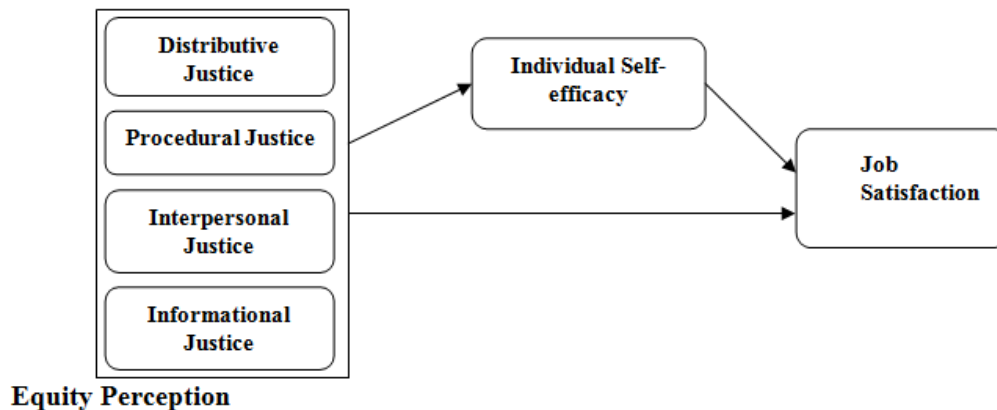 Distributive
Justice
Procedural Justice
Interpersonal
Justice
Informational
Justice
Equity Perception
Individual Self-
efficacy
Job
Satisfaction